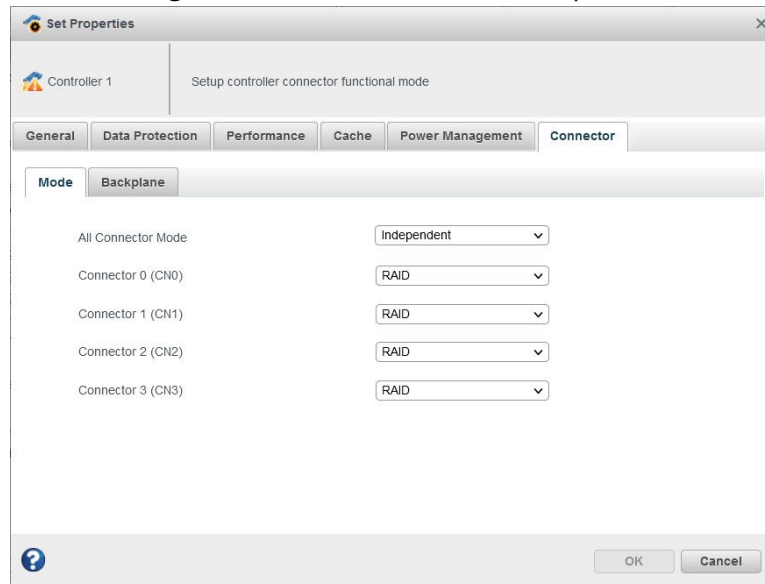 Set Properties
Controller 1
Setup controller connector functional mode
General Data Protection Performance Cache Power Management Connector
Mode Backplane
All Connector Mode Independent
Connector 0 (CN0) RAID
Connector 1 (CN1) RAID
Connector 2 (CN2) RAID
Connector 3 (CN3) RAID
? OK Cancel